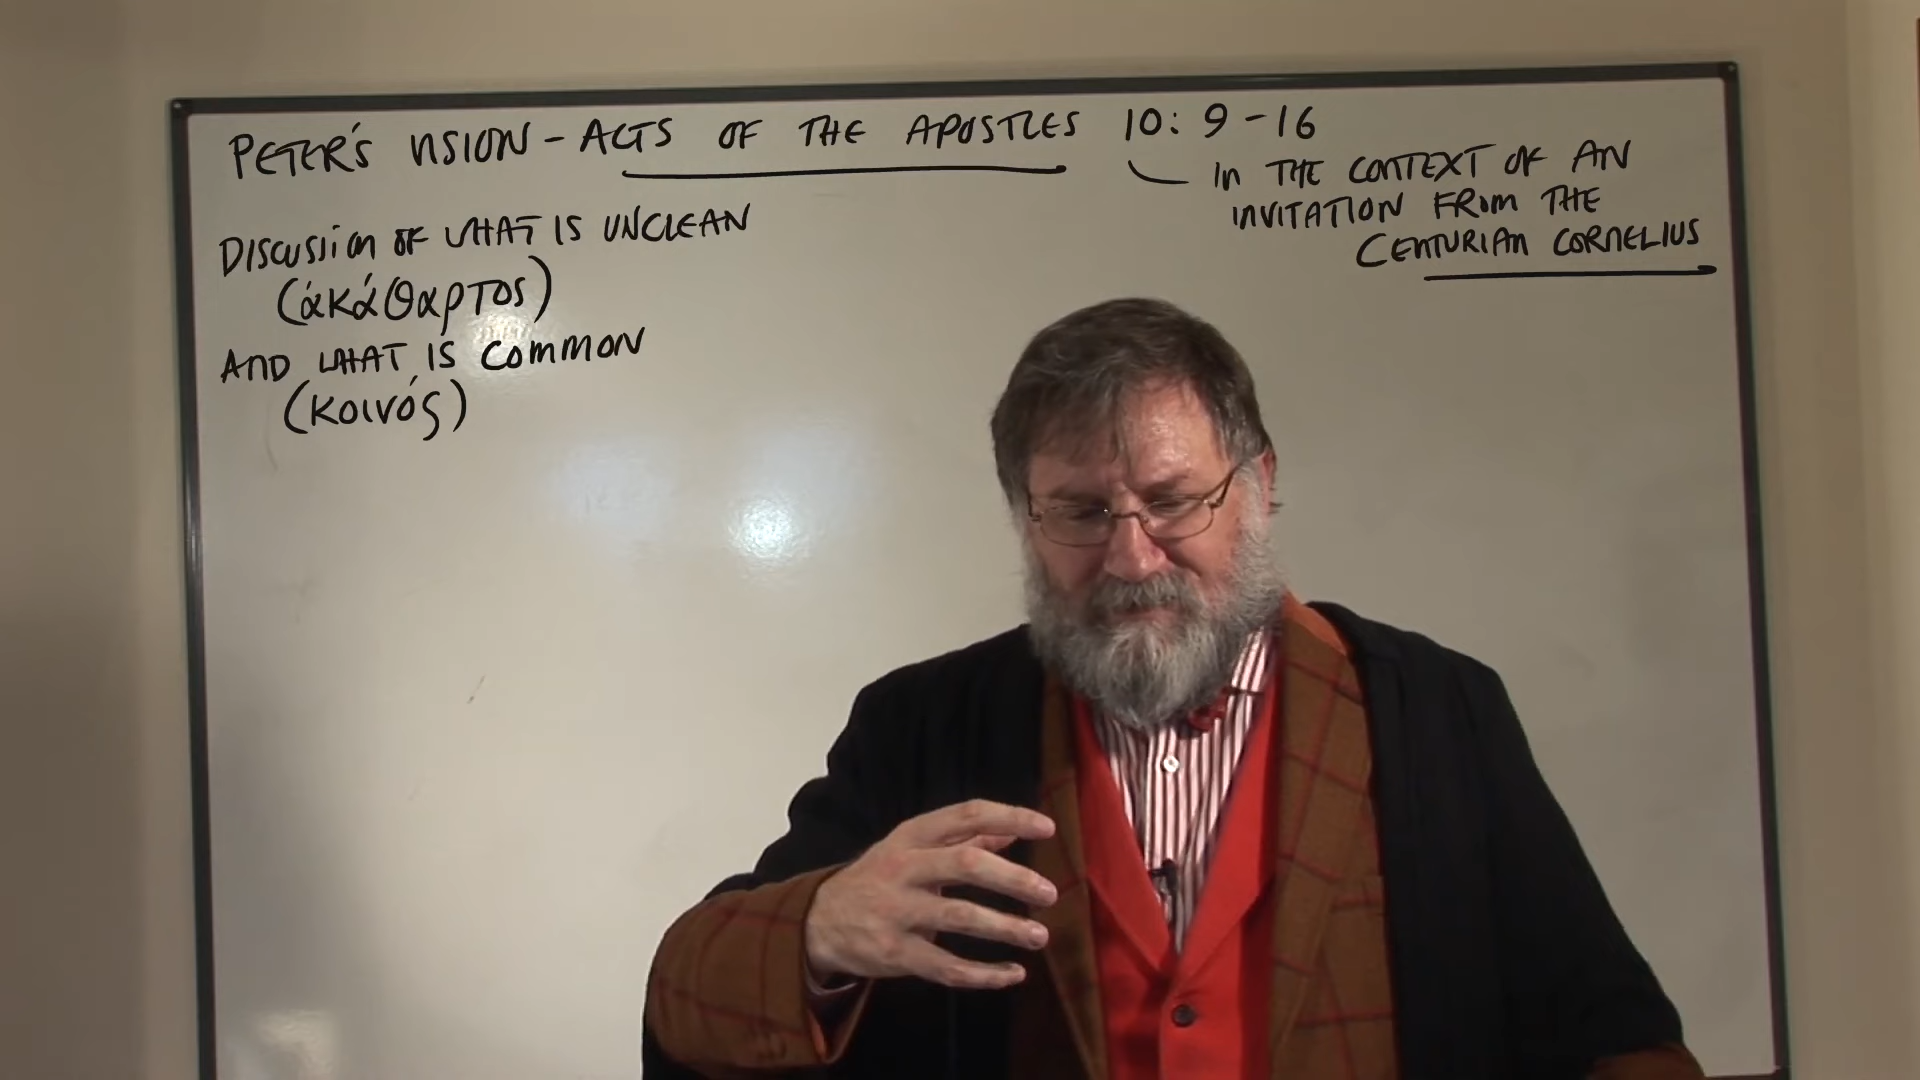 PETER'S VISION - ACTS OF THE APOSTLES 10: 9-16
IN THE CONTEXT OF AN
INVITATION FROM THE
CENTURIAN CORNELIUS
DISCUSSION OF WHAT IS UNCLEAN
(ἀκάθαρτος)
AND WHAT IS COMMON
(κοινός)